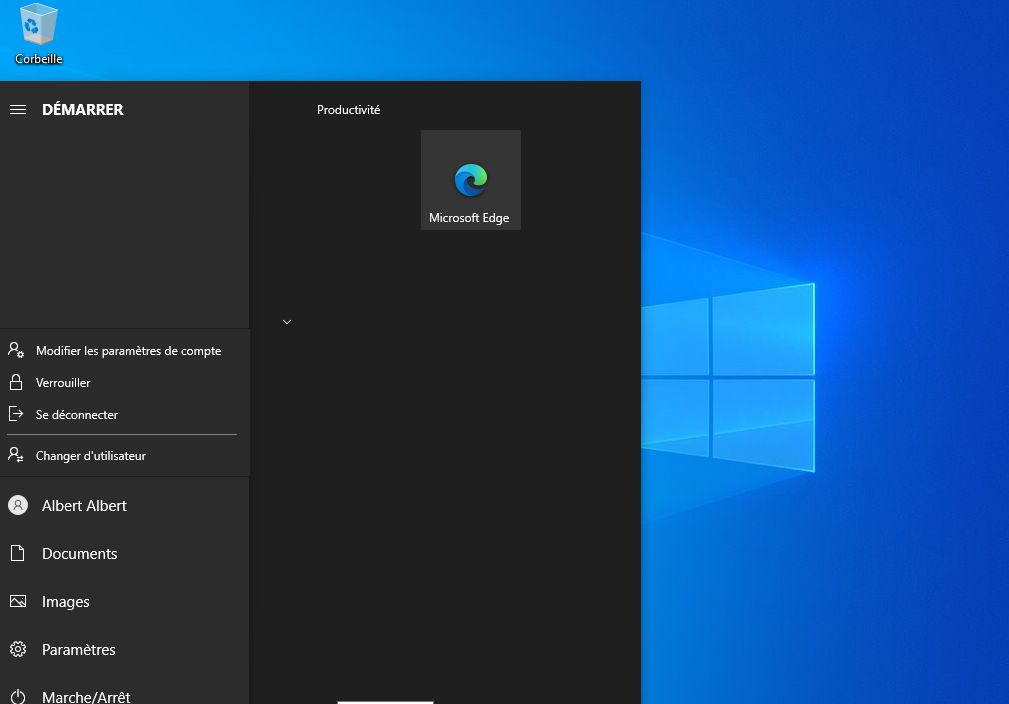 Corbeille
DÉMARRER
Productivité
Microsoft Edge
Modifier les paramètres de compte
Verrouiller
Se déconnecter
Changer d'utilisateur
Albert Albert
Documents
Images
Paramètres
Marche/Arrêt